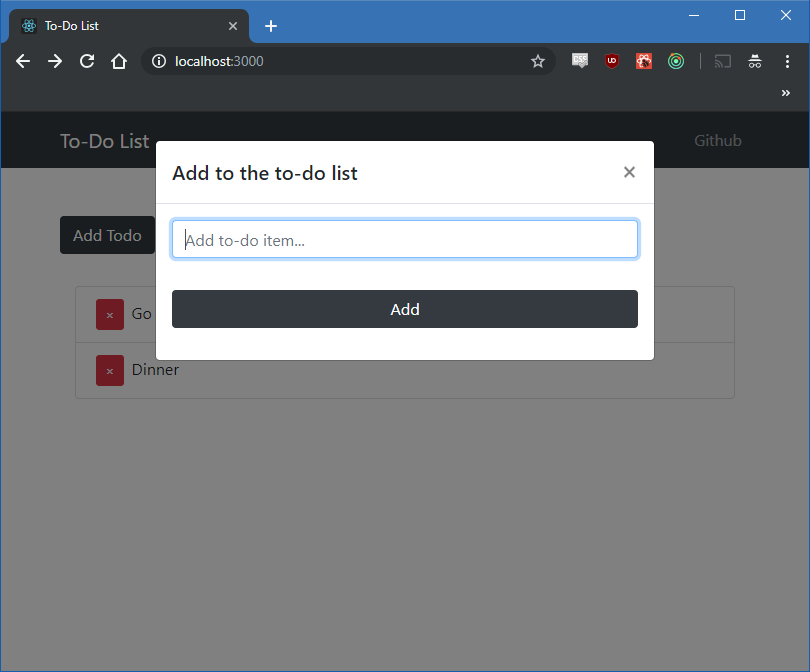 To-Do List
localhost:3000
To-Do List
Github
Add to the to-do list
×
Add Todo
Add to-do item...
Add
× Go
× Dinner